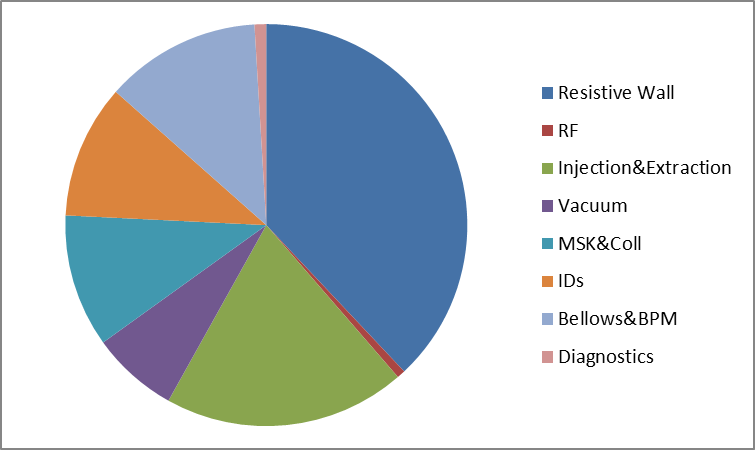 Resistive Wall
RF
Injection&Extraction
Vacuum
MSK&Coll
IDs
Bellows&BPM
Diagnostics